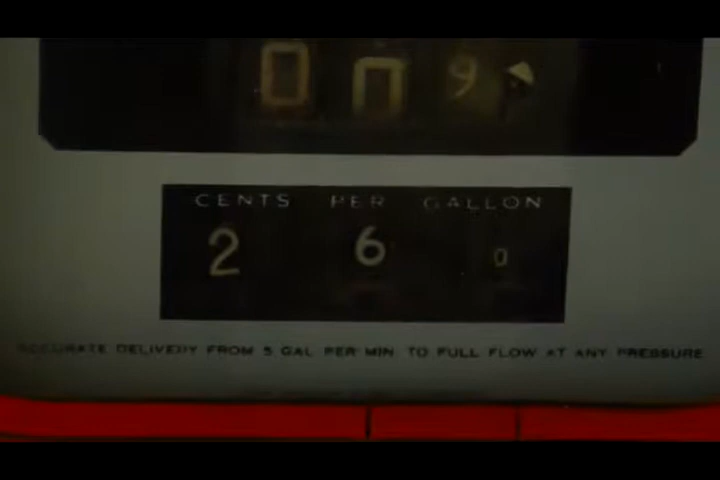 0 0 9
CENTS PER GALLON
2 6 0
ACCURATE DELIVERY FROM 5 GAL PER MIN TO FULL FLOW AT ANY PRESSURE